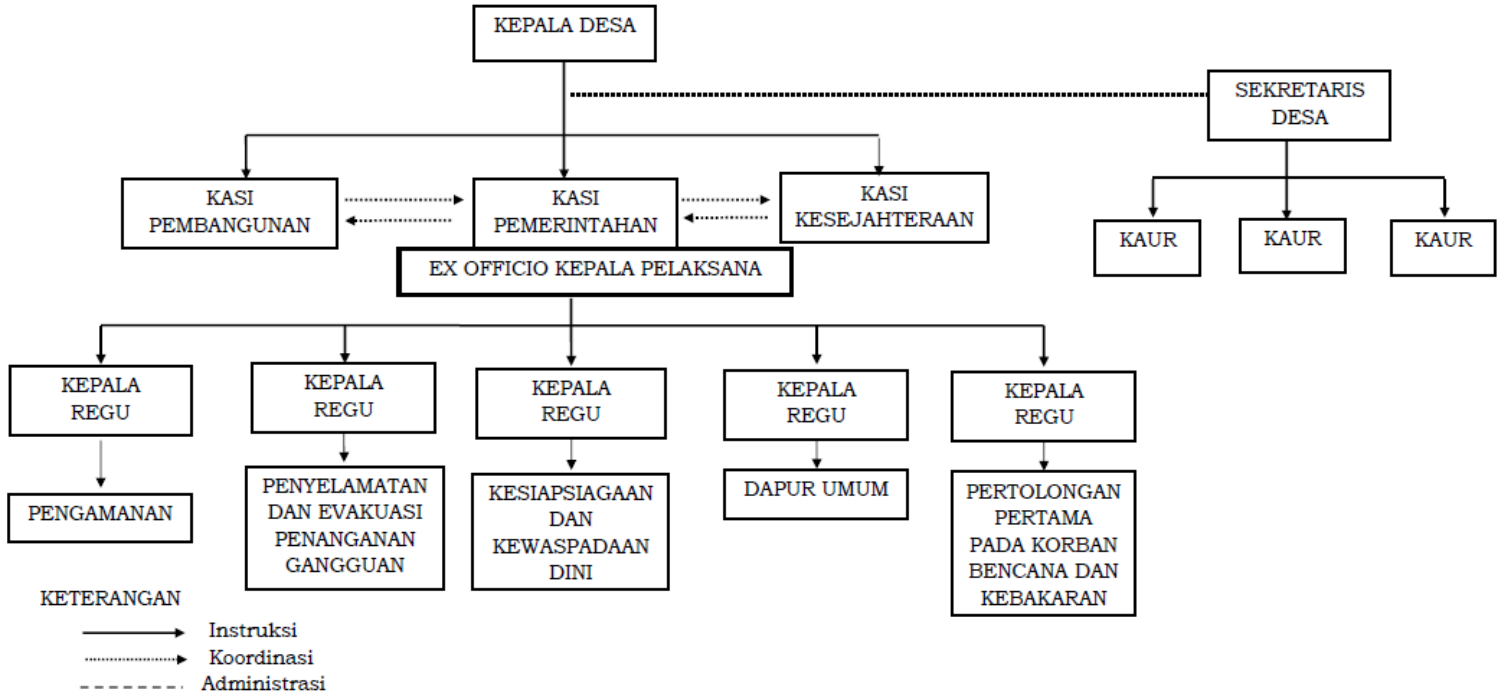 KEPALA DESA
SEKRETARIS
DESA
KASI
PEMBANGUNAN
KASI
PEMERINTAHAN
KASI
KESEJAHTERAAN
KAUR
KAUR
KAUR
EX OFFICIO KEPALA PELAKSANA
KEPALA
REGU
KEPALA
REGU
KEPALA
REGU
KEPALA
REGU
KEPALA
REGU
PENGAMANAN
PENYELAMATAN
DAN EVAKUASI
PENANGANAN
GANGGUAN
KESIAPSIAGAAN
DAN
KEWASPADAAN
DINI
DAPUR UMUM
PERTOLONGAN
PERTAMA
PADA KORBAN
BENCANA DAN
KEBAKARAN
KETERANGAN
Instruksi
Koordinasi
Administrasi